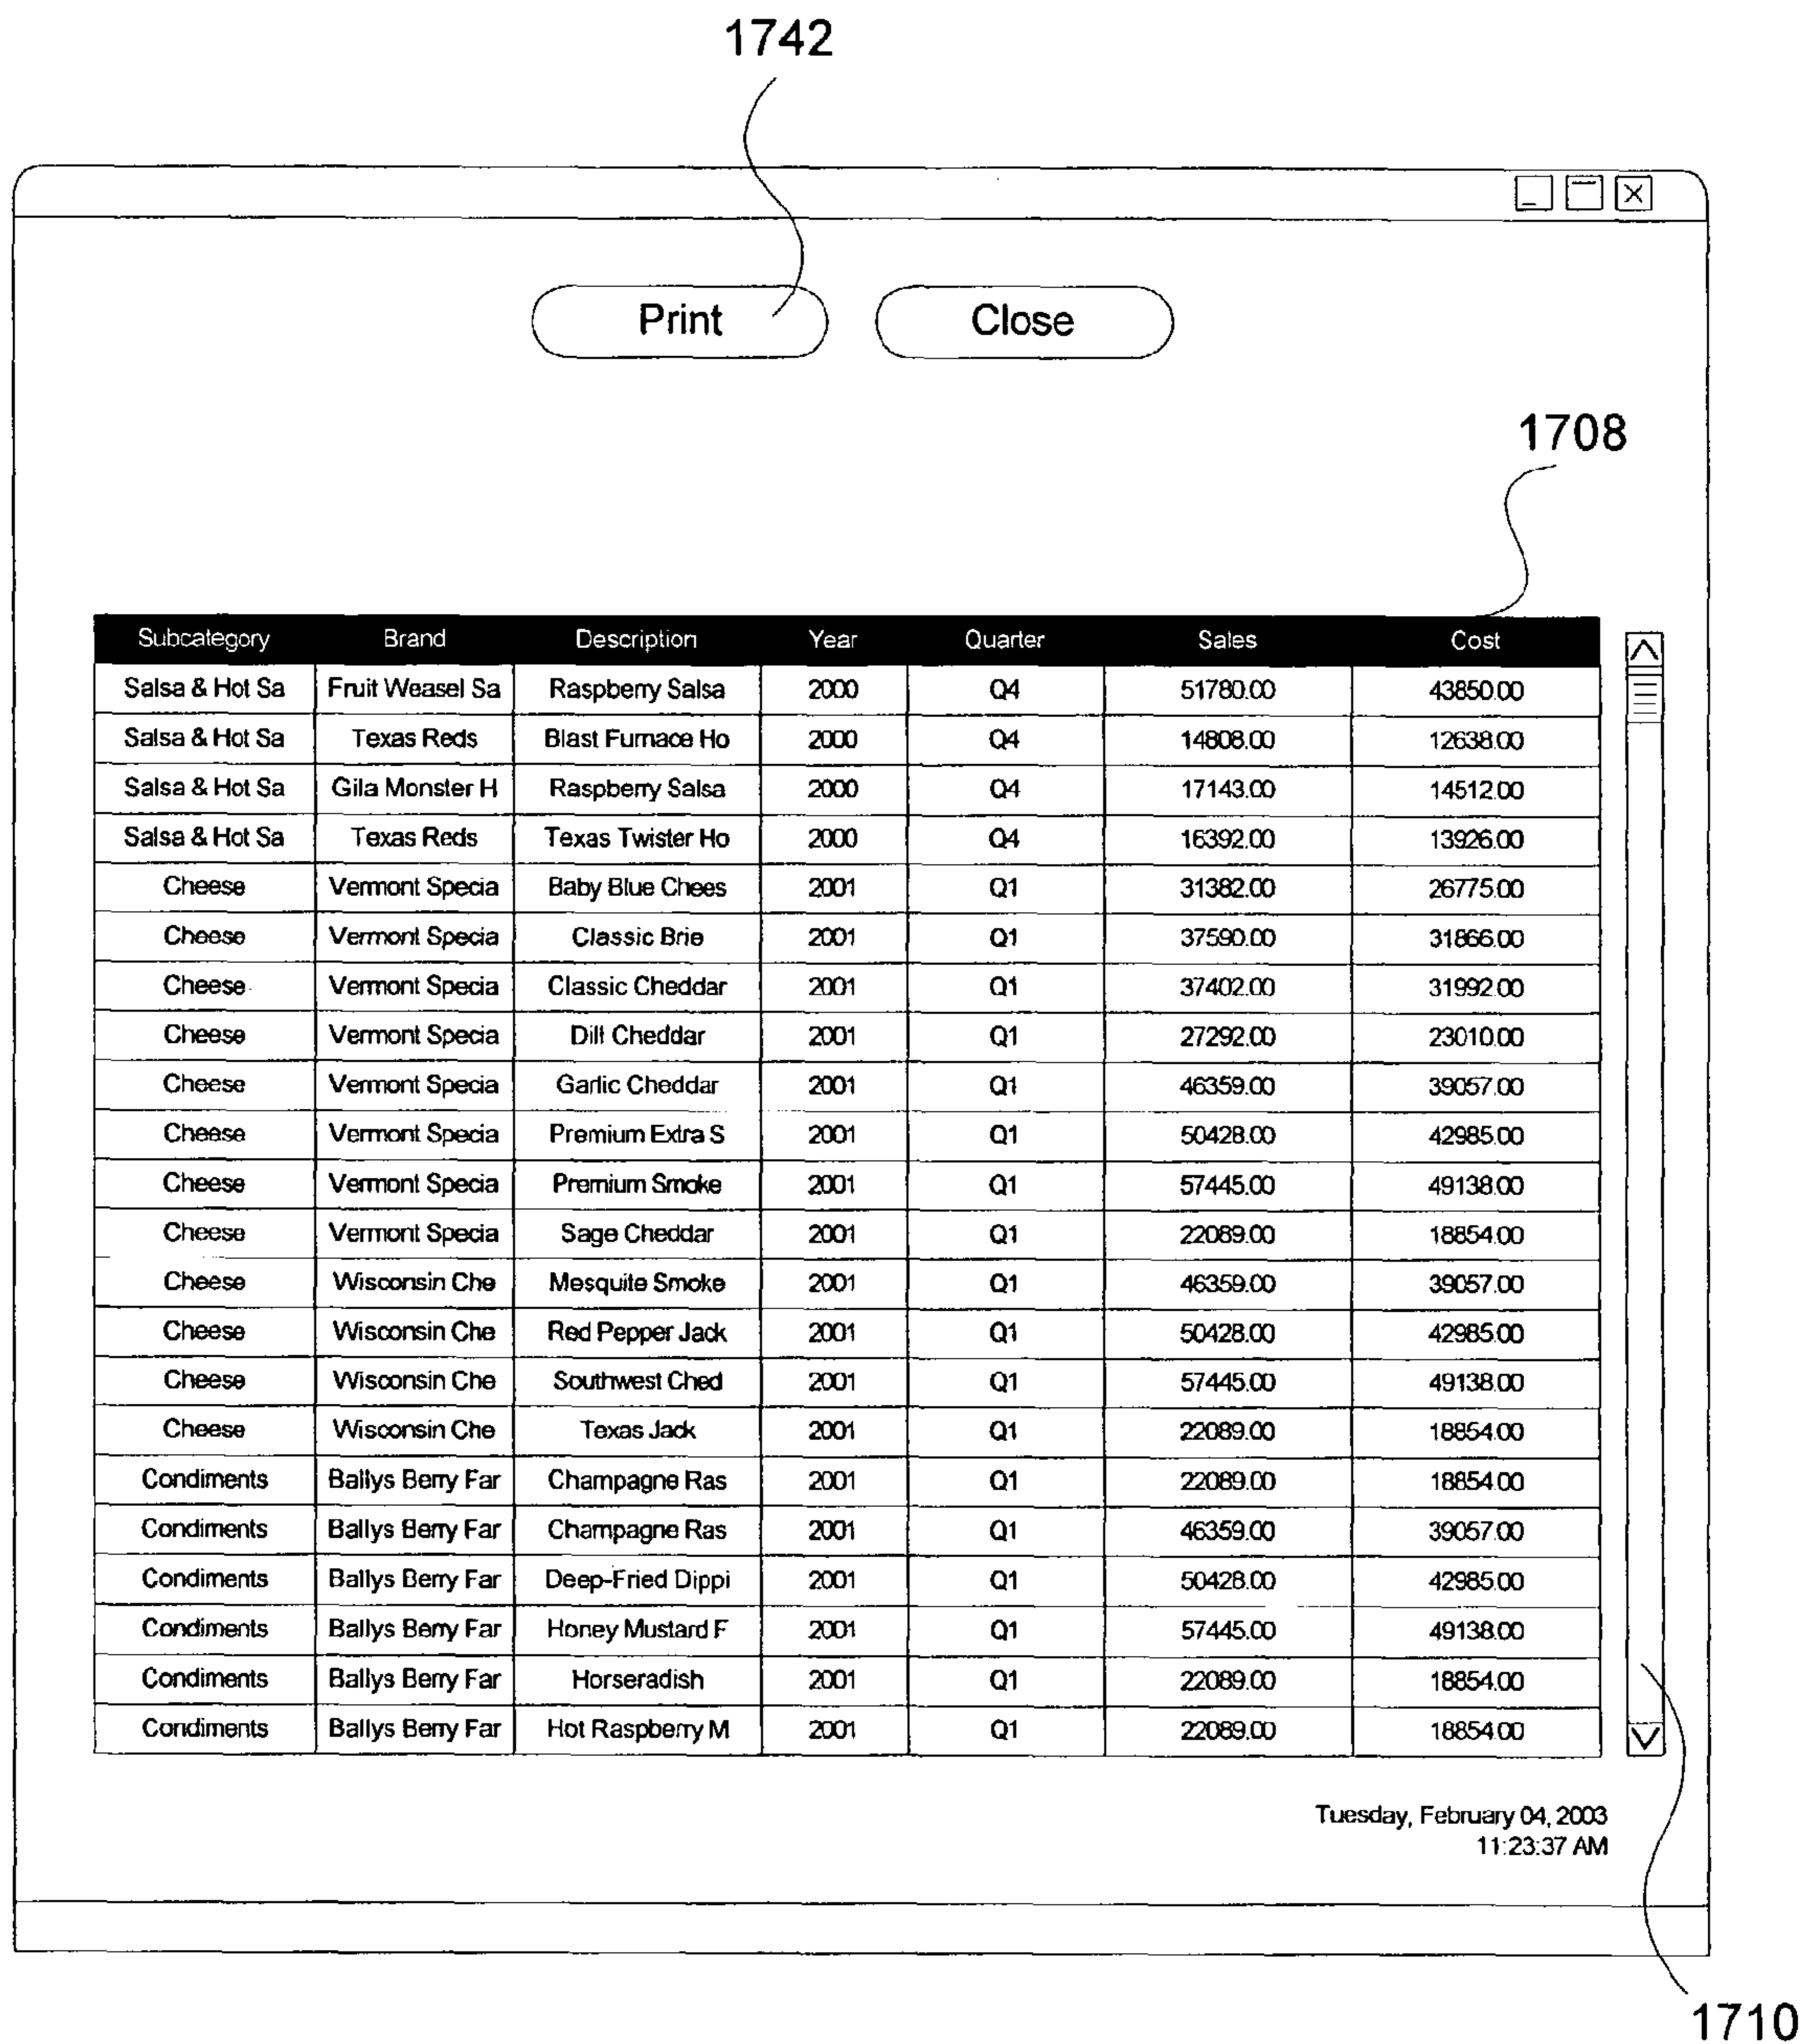 1742
Print Close
1708
Subcategory Brand Description Year Quarter Sales Cost
Salsa & Hot Sa Fruit Weasel Sa Raspberry Salsa 2000 Q4 51780.00 43850.00
Salsa & Hot Sa Texas Reds Blast Furnace Ho 2000 Q4 14808.00 12638.00
Salsa & Hot Sa Gila Monster H Raspberry Salsa 2000 Q4 17143.00 14512.00
Salsa & Hot Sa Texas Reds Texas Twister Ho 2000 Q4 16392.00 13926.00
Cheese Vermont Specia Baby Blue Chees 2001 Q1 31382.00 26775.00
Cheese Vermont Specia Classic Brie 2001 Q1 37590.00 31866.00
Cheese Vermont Specia Classic Cheddar 2001 Q1 37402.00 31992.00
Cheese Vermont Specia Dill Cheddar 2001 Q1 27292.00 23010.00
Cheese Vermont Specia Garlic Cheddar 2001 Q1 46359.00 39057.00
Cheese Vermont Specia Premium Extra S 2001 Q1 50428.00 42985.00
Cheese Vermont Specia Premium Smoke 2001 Q1 57445.00 49138.00
Cheese Vermont Specia Sage Cheddar 2001 Q1 22089.00 18854.00
Cheese Wisconsin Che Mesquite Smoke 2001 Q1 46359.00 39057.00
Cheese Wisconsin Che Red Pepper Jack 2001 Q1 50428.00 42985.00
Cheese Wisconsin Che Southwest Ched 2001 Q1 57445.00 49138.00
Cheese Wisconsin Che Texas Jack 2001 Q1 22089.00 18854.00
Condiments Ballys Berry Far Champagne Ras 2001 Q1 22089.00 18854.00
Condiments Ballys Berry Far Champagne Ras 2001 Q1 46359.00 39057.00
Condiments Ballys Berry Far Deep-Fried Dippi 2001 Q1 50428.00 42985.00
Condiments Ballys Berry Far Honey Mustard F 2001 Q1 57445.00 49138.00
Condiments Ballys Berry Far Horseradish 2001 Q1 22089.00 18854.00
Condiments Ballys Berry Far Hot Raspberry M 2001 Q1 22089.00 18854.00
Tuesday, February 04, 2003
11:23:37 AM
1710